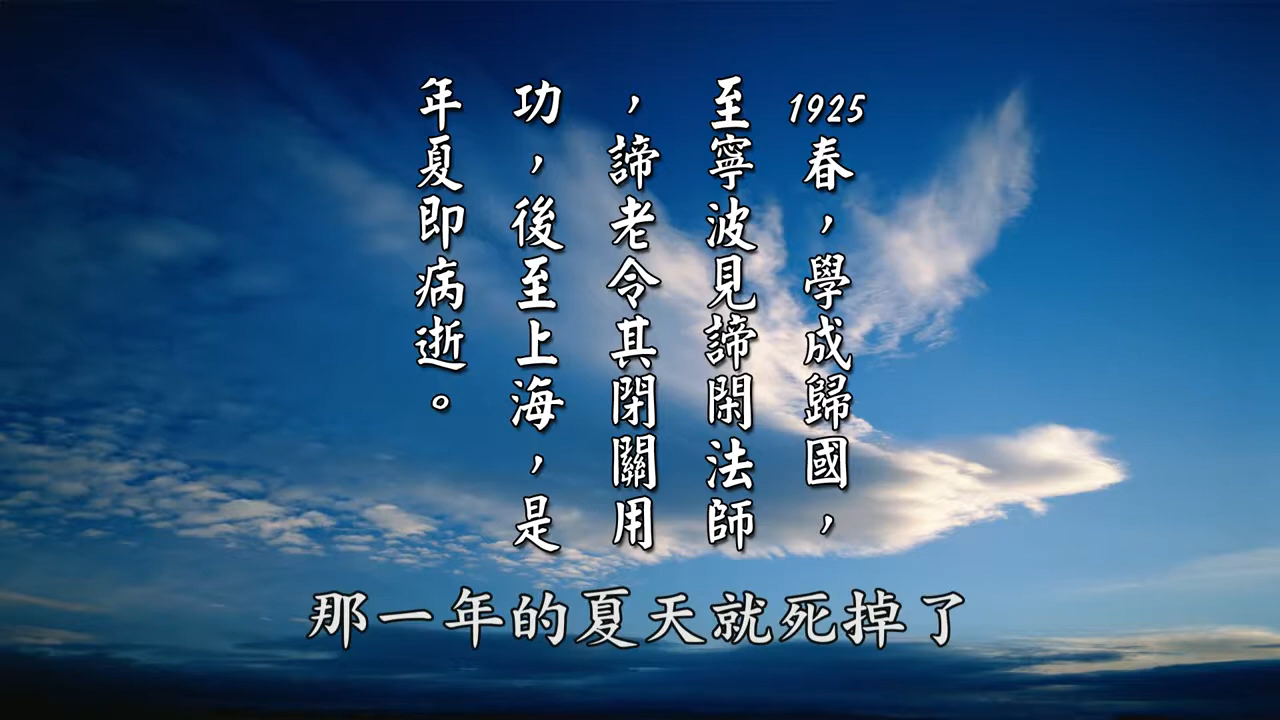 1925春，學成歸國，
至寧波見諦閑法師
，諦老令其閉關用
功，後至上海，是
年夏即病逝。
那一年的夏天就死掉了